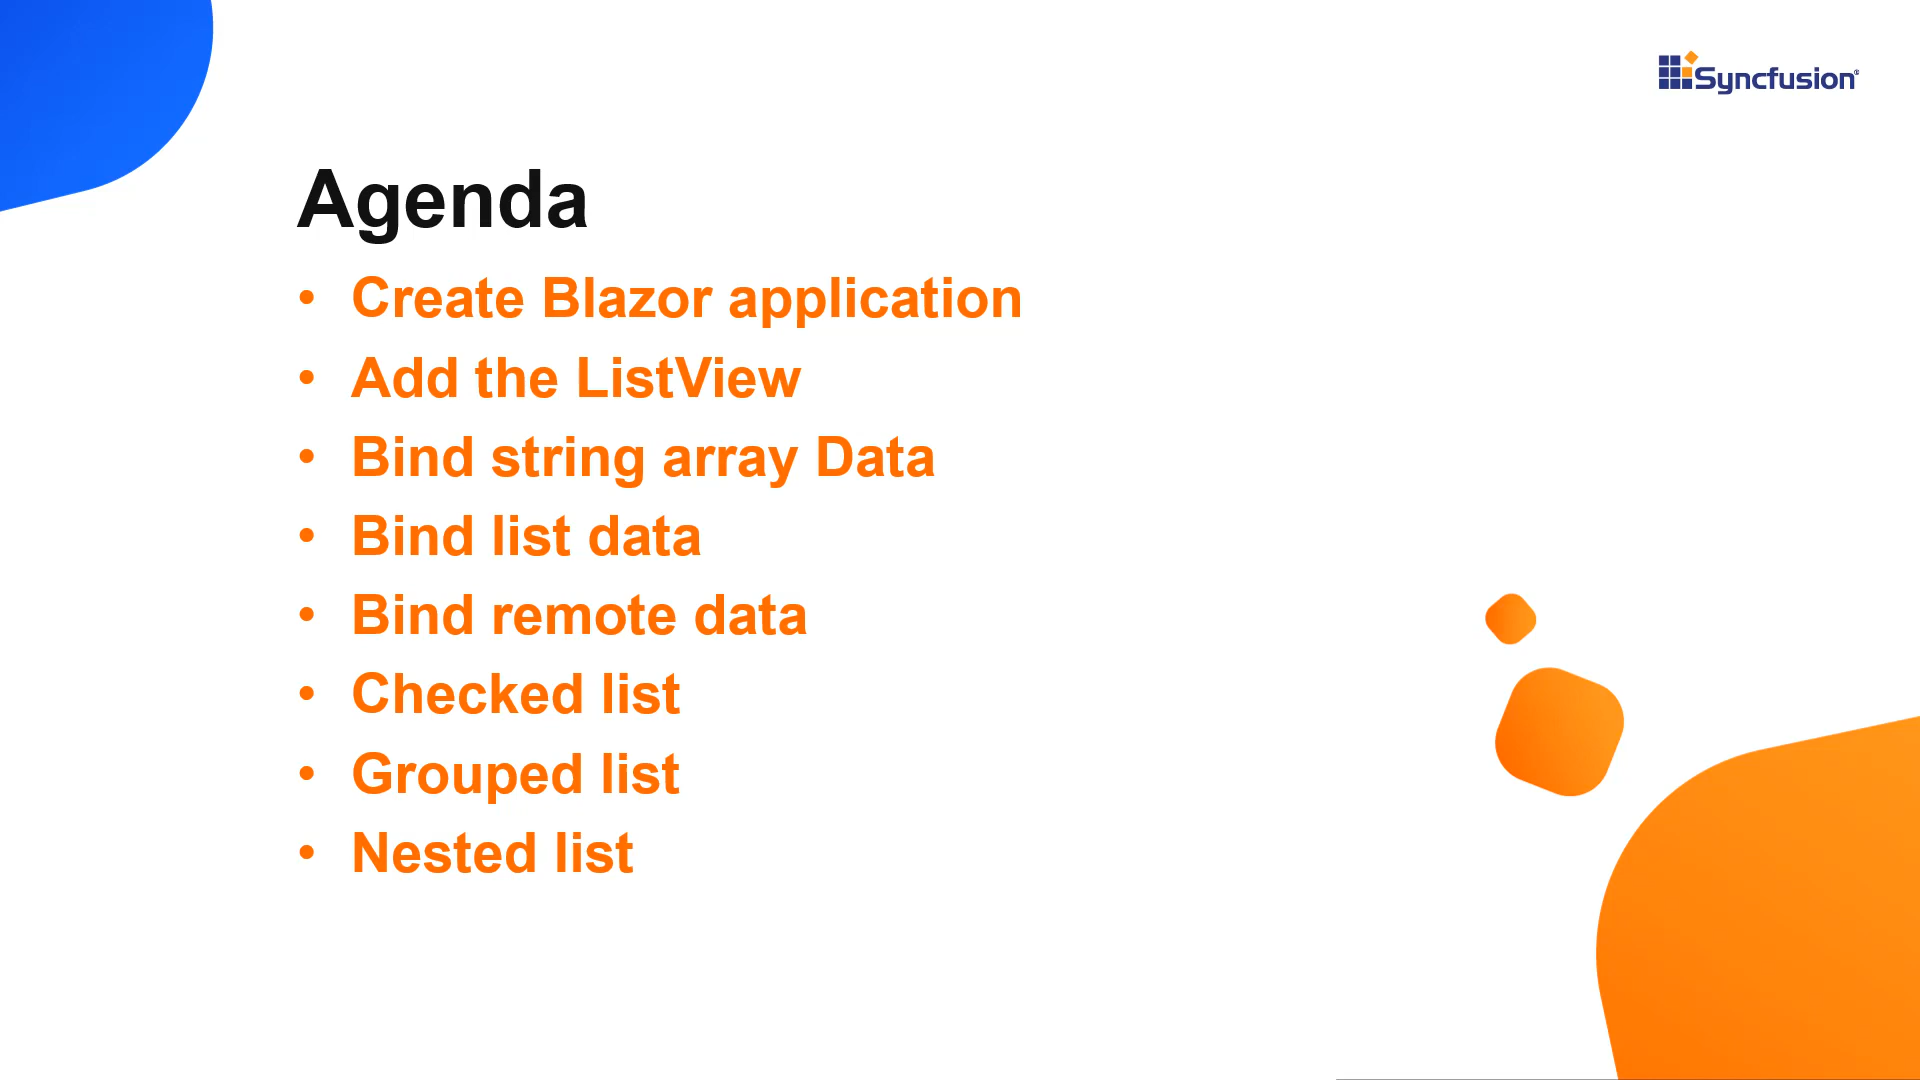 Syncfusion®
Agenda
• Create Blazor application
• Add the ListView
• Bind string array Data
• Bind list data
• Bind remote data
• Checked list
• Grouped list
• Nested list